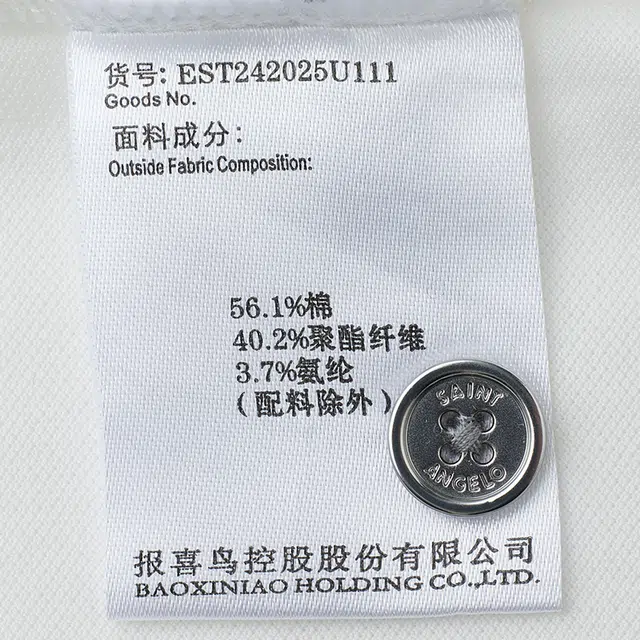 货号: EST242025U111
Goods No.
面料成分:
Outside Fabric Composition:
56.1%棉
40.2%聚酯纤维
3.7%氨纶
(配料除外)
SAINT
ANGELO
报喜鸟控股股份有限公司
BAOXINIAO HOLDING CO.,LTD.